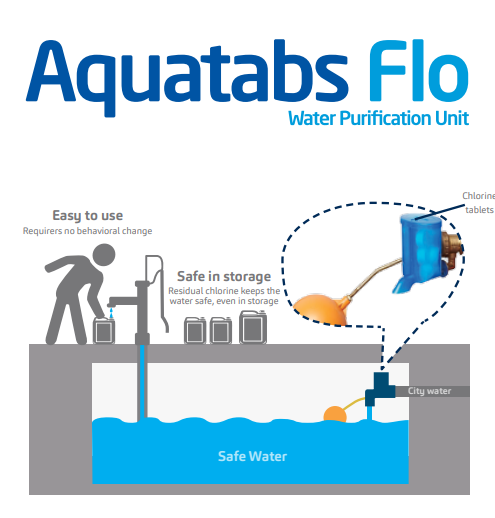 Aquatabs Flo
Water Purification Unit
Chlorine
tablets
Easy to use
Requirers no behavioral change
Safe in storage
Residual chlorine keeps the
water safe, even in storage
City water
Safe Water